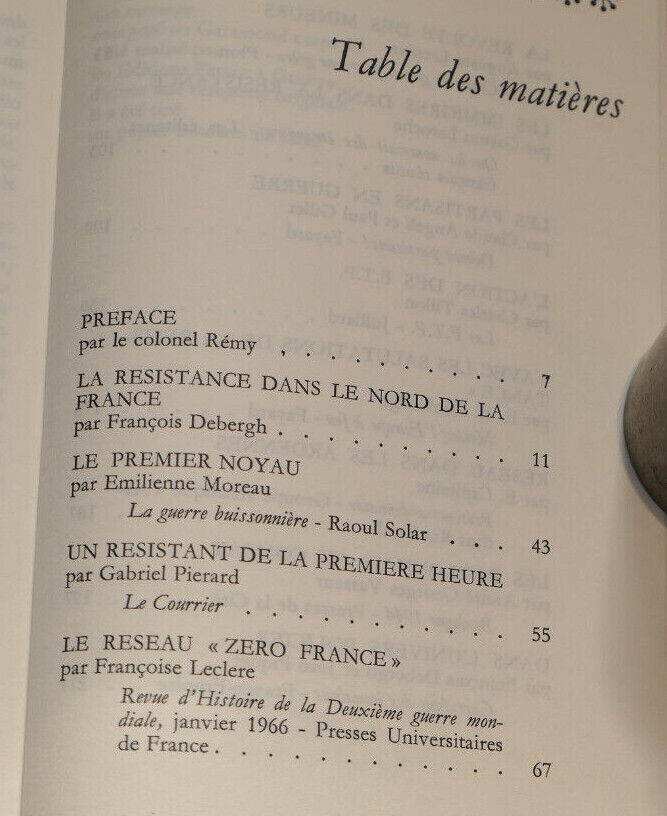 Table des matières
PREFACE
par le colonel Rémy , . . . . . . . . . 7
LA RESISTANCE DANS LE NORD DE LA
FRANCE
par François Debergh . . . . . . . . . . 11
LE PREMIER NOYAU
par Emilienne Moreau
La guerre buissonnière - Raoul Solar . . . 43
UN RESISTANT DE LA PREMIERE HEURE
par Gabriel Pierard
Le Courrier . . . . . . . . . . . . 55
LE RESEAU « ZERO FRANCE »
par Françoise Leclere
Revue d'Histoire de la Deuxième guerre mon-
diale, janvier 1966 - Presses Universitaires
de France . . . . . . . . . . . . 67